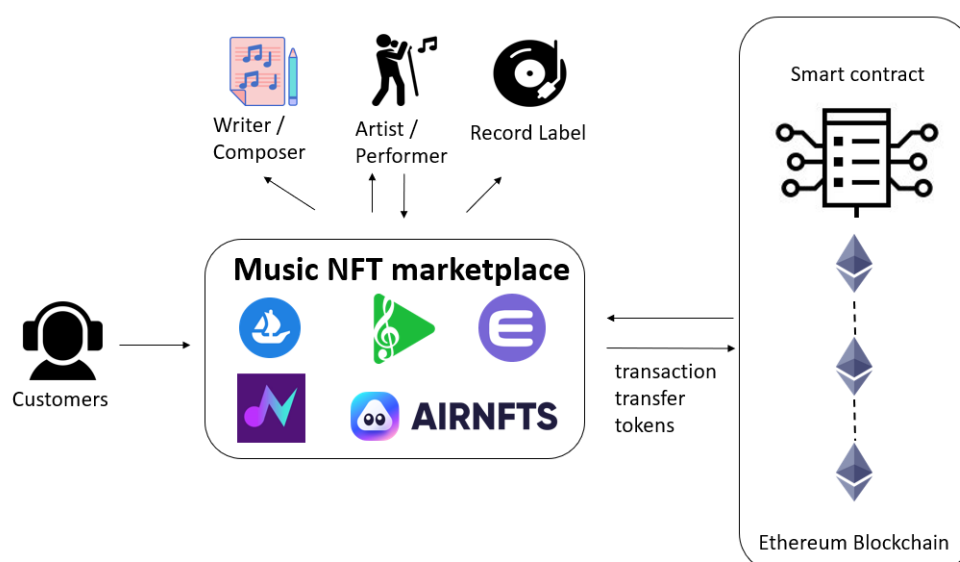 Writer /
Composer
Artist /
Performer
Record Label
Smart contract
Music NFT marketplace
AIRNFTS
Customers
transaction
transfer
tokens
Ethereum Blockchain